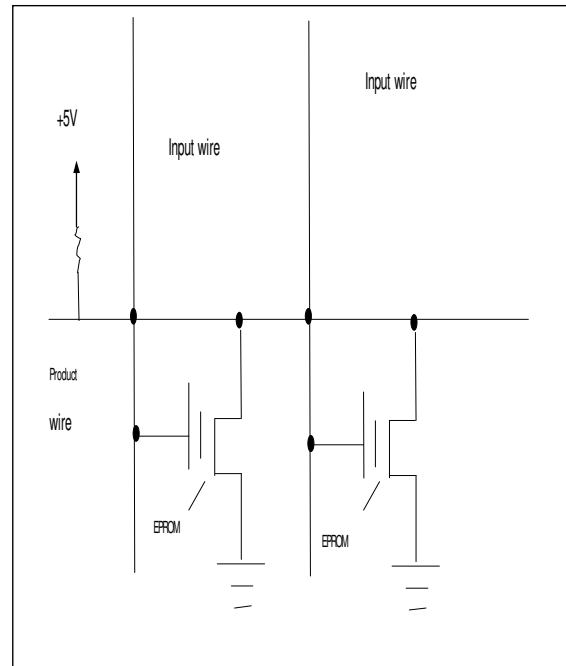 Input wire
+5V
Input wire
Product
wire
EPROM
EPROM